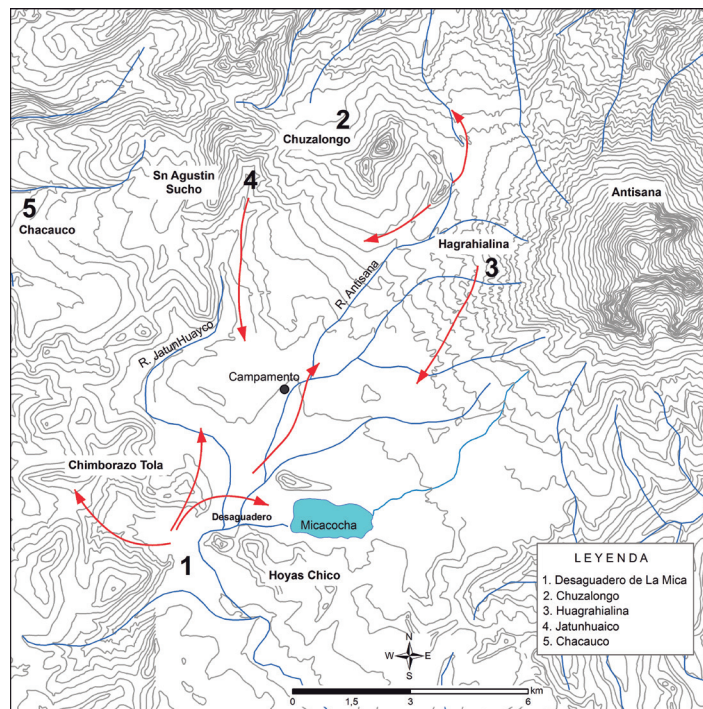 2
Chuzalongo
Sn Agustin
Sucho
4
5
Chacauco
Antisana
Hagrahialina
3
R. Antisana
R. JatunHuayco
Campamento
Chimborazo Tola
Desaguadero
Micacocha
1
Hoyas Chico
LEYENDA
1. Desaguadero de La Mica
2. Chuzalongo
3. Huagrahialina
4. Jatunhuaico
5. Chacauco
N
W E
S
km
0 1,5 3 6